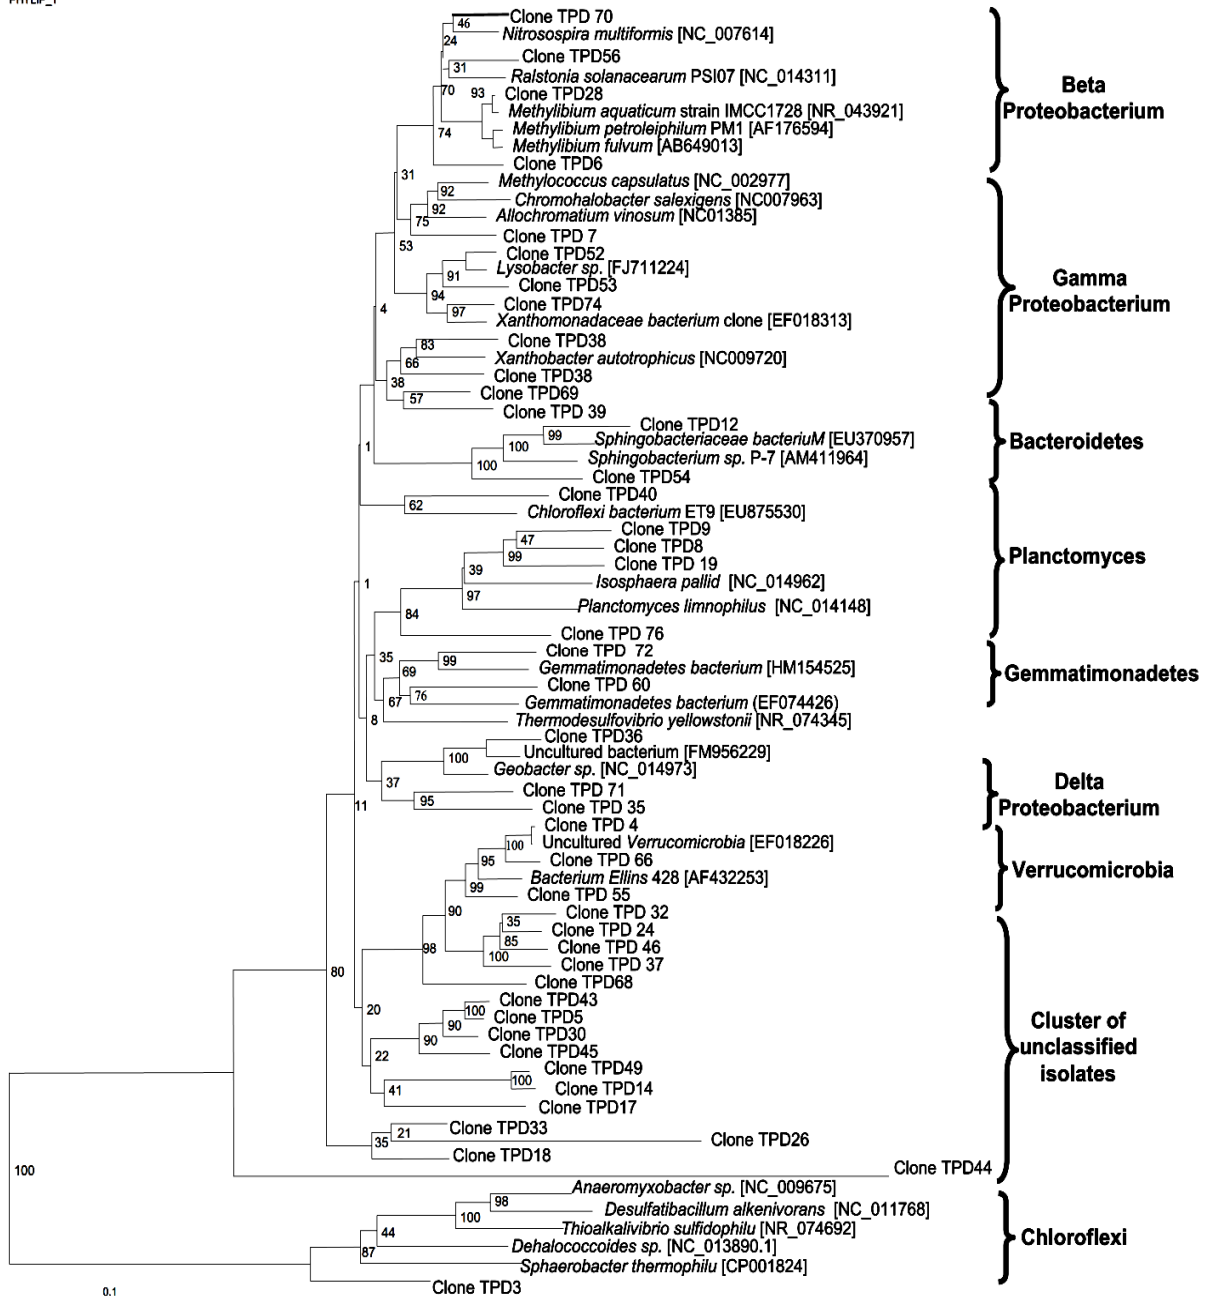 Clone TPD 70
46
Nitrosospira multiformis [NC_007614]
24
Clone TPD56
31
Ralstonia solanacearum PSI07 [NC_014311]
70
93
Clone TPD28
Methylibium aquaticum strain IMCC1728 [NR_043921]
Methylibium petroleiphilum PM1 [AF176594]
74
Methylibium fulvum [AB649013]
Clone TPD6
Beta
Proteobacterium
31
Methylococcus capsulatus [NC_002977]
92
Chromohalobacter salexigens [NC007963]
92
Allochromatium vinosum [NC01385]
75
Clone TPD 7
53
Clone TPD52
Lysobacter sp. [FJ711224]
91
Clone TPD53
94
Clone TPD74
97
Xanthomonadaceae bacterium clone [EF018313]
4
Clone TPD38
83
Xanthobacter autotrophicus [NC009720]
66
Clone TPD38
38
Clone TPD69
57
Clone TPD 39
Gamma
Proteobacterium
Clone TPD12
99
Sphingobacteriaceae bacteriuM [EU370957]
100
Sphingobacterium sp. P-7 [AM411964]
100
Clone TPD54
1
Bacteroidetes
Clone TPD40
62
Chloroflexi bacterium ET9 [EU875530]
Clone TPD9
47
Clone TPD8
99
Clone TPD 19
39
Isosphaera pallid [NC_014962]
97
Planctomyces limnophilus [NC_014148]
84
Clone TPD 76
1
Planctomyces
35
Clone TPD 72
99
Gemmatimonadetes bacterium [HM154525]
69
Clone TPD 60
76
67
Gemmatimonadetes bacterium (EF074426)
8
Thermodesulfovibrio yellowstonii [NR_074345]
Gemmatimonadetes
Clone TPD36
100
Uncultured bacterium [FM956229]
Geobacter sp. [NC_014973]
37
Clone TPD 71
95
Clone TPD 35
11
Delta
Proteobacterium
Clone TPD 4
100
Uncultured Verrucomicrobia [EF018226]
95
Clone TPD 66
Bacterium Ellins 428 [AF432253]
99
Clone TPD 55
Verrucomicrobia
90
Clone TPD 32
35
Clone TPD 24
85
Clone TPD 46
100
Clone TPD 37
98
Clone TPD68
80
Clone TPD43
100
Clone TPD5
20
90
Clone TPD30
90
Clone TPD45
22
Clone TPD49
100
Clone TPD14
41
Clone TPD17
Clone TPD33
21
Clone TPD26
35
Clone TPD18
Clone TPD44
Cluster of
unclassified
isolates
100
Anaeromyxobacter sp. [NC_009675]
98
Desulfatibacillum alkenivorans [NC_011768]
100
Thioalkalivibrio sulfidophilu [NR_074692]
44
Dehalococcoides sp. [NC_013890.1]
87
Sphaerobacter thermophilu [CP001824]
Clone TPD3
Chloroflexi
0.1